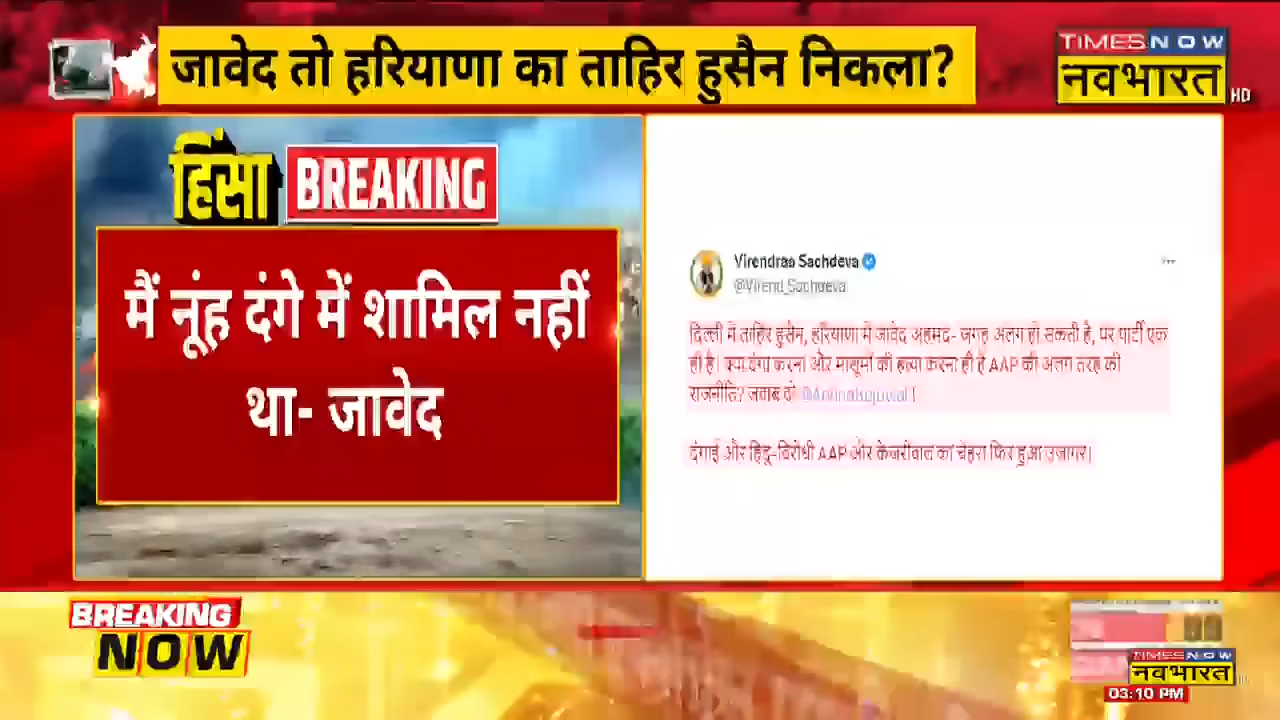 जावेद तो हरियाणा का ताहिर हुसैन निकला?
TIMES NOW
नवभारत
HD
हिंसा BREAKING
मैं नूंह दंगे में शामिल नहीं
था- जावेद
Virendraa Sachdeva
@Virend_Sachdeva
दिल्ली में ताहिर हुसैन, हरियाणा में जावेद अहमद- जगह अलग हो सकती है, पर पार्टी एक
ही है। क्या दंगा करना और मासूमों की हत्या करना ही है AAP की अलग तरह की
राजनीति? जवाब दो !
दंगाई और हिंदू-विरोधी AAP और केजरीवाल का चेहरा फिर हुआ उजागर।
BREAKING
NOW
TIMES NOW
नवभारत
03:10 PM